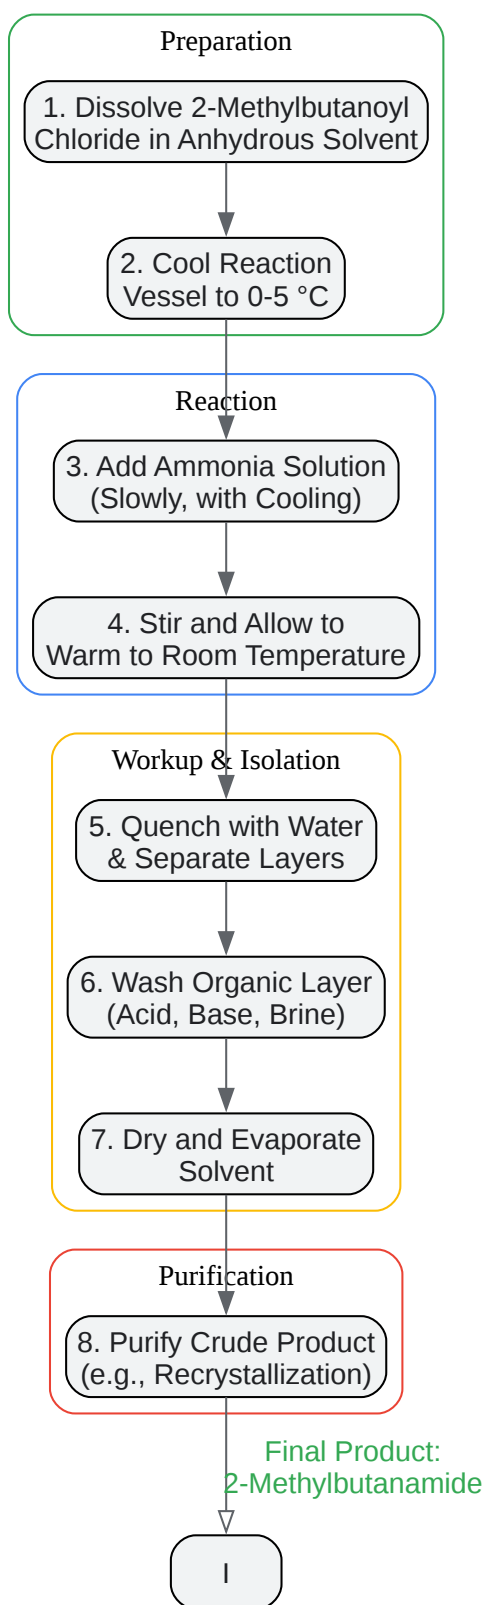 Preparation
1. Dissolve 2-Methylbutanoyl
Chloride in Anhydrous Solvent
2. Cool Reaction
Vessel to 0-5 °C
Reaction
3. Add Ammonia Solution
(Slowly, with Cooling)
4. Stir and Allow to
Warm to Room Temperature
Workup & Isolation
5. Quench with Water
& Separate Layers
6. Wash Organic Layer
(Acid, Base, Brine)
7. Dry and Evaporate
Solvent
Purification
8. Purify Crude Product
(e.g., Recrystallization)
Final Product:
2-Methylbutanamide
I